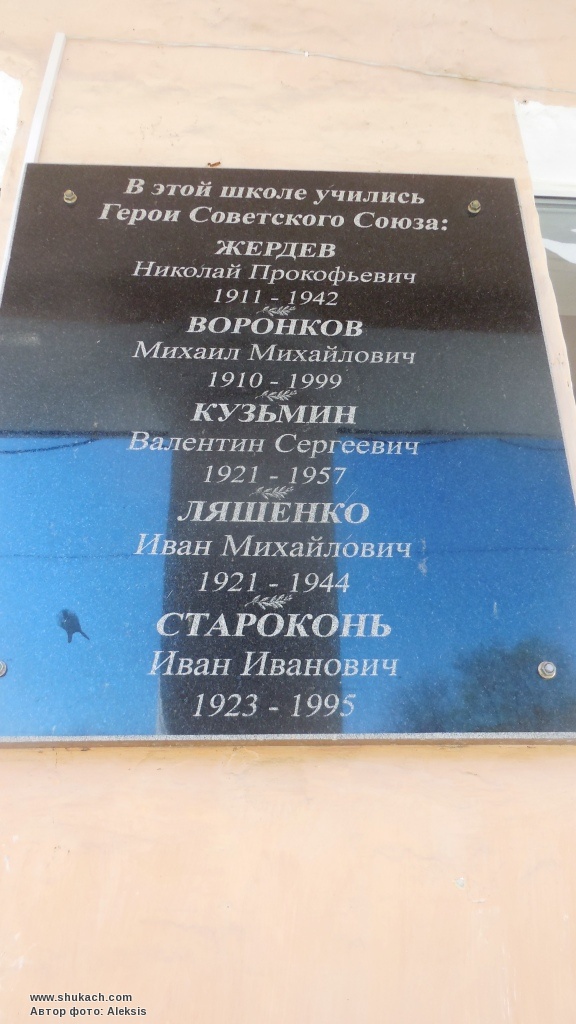 В этой школе учились
Герои Советского Союза:
ЖЕРДЕВ
Николай Прокофьевич
1911 - 1942
ВОРОНКОВ
Михаил Михайлович
1910 - 1999
КУЗЬМИН
Валентин Сергеевич
1921 - 1957
ЛЯШЕНКО
Иван Михайлович
1921 - 1944
СТАРОКОНЬ
Иван Иванович
1923 - 1995
www.shukach.com
Автор фото: Aleksis